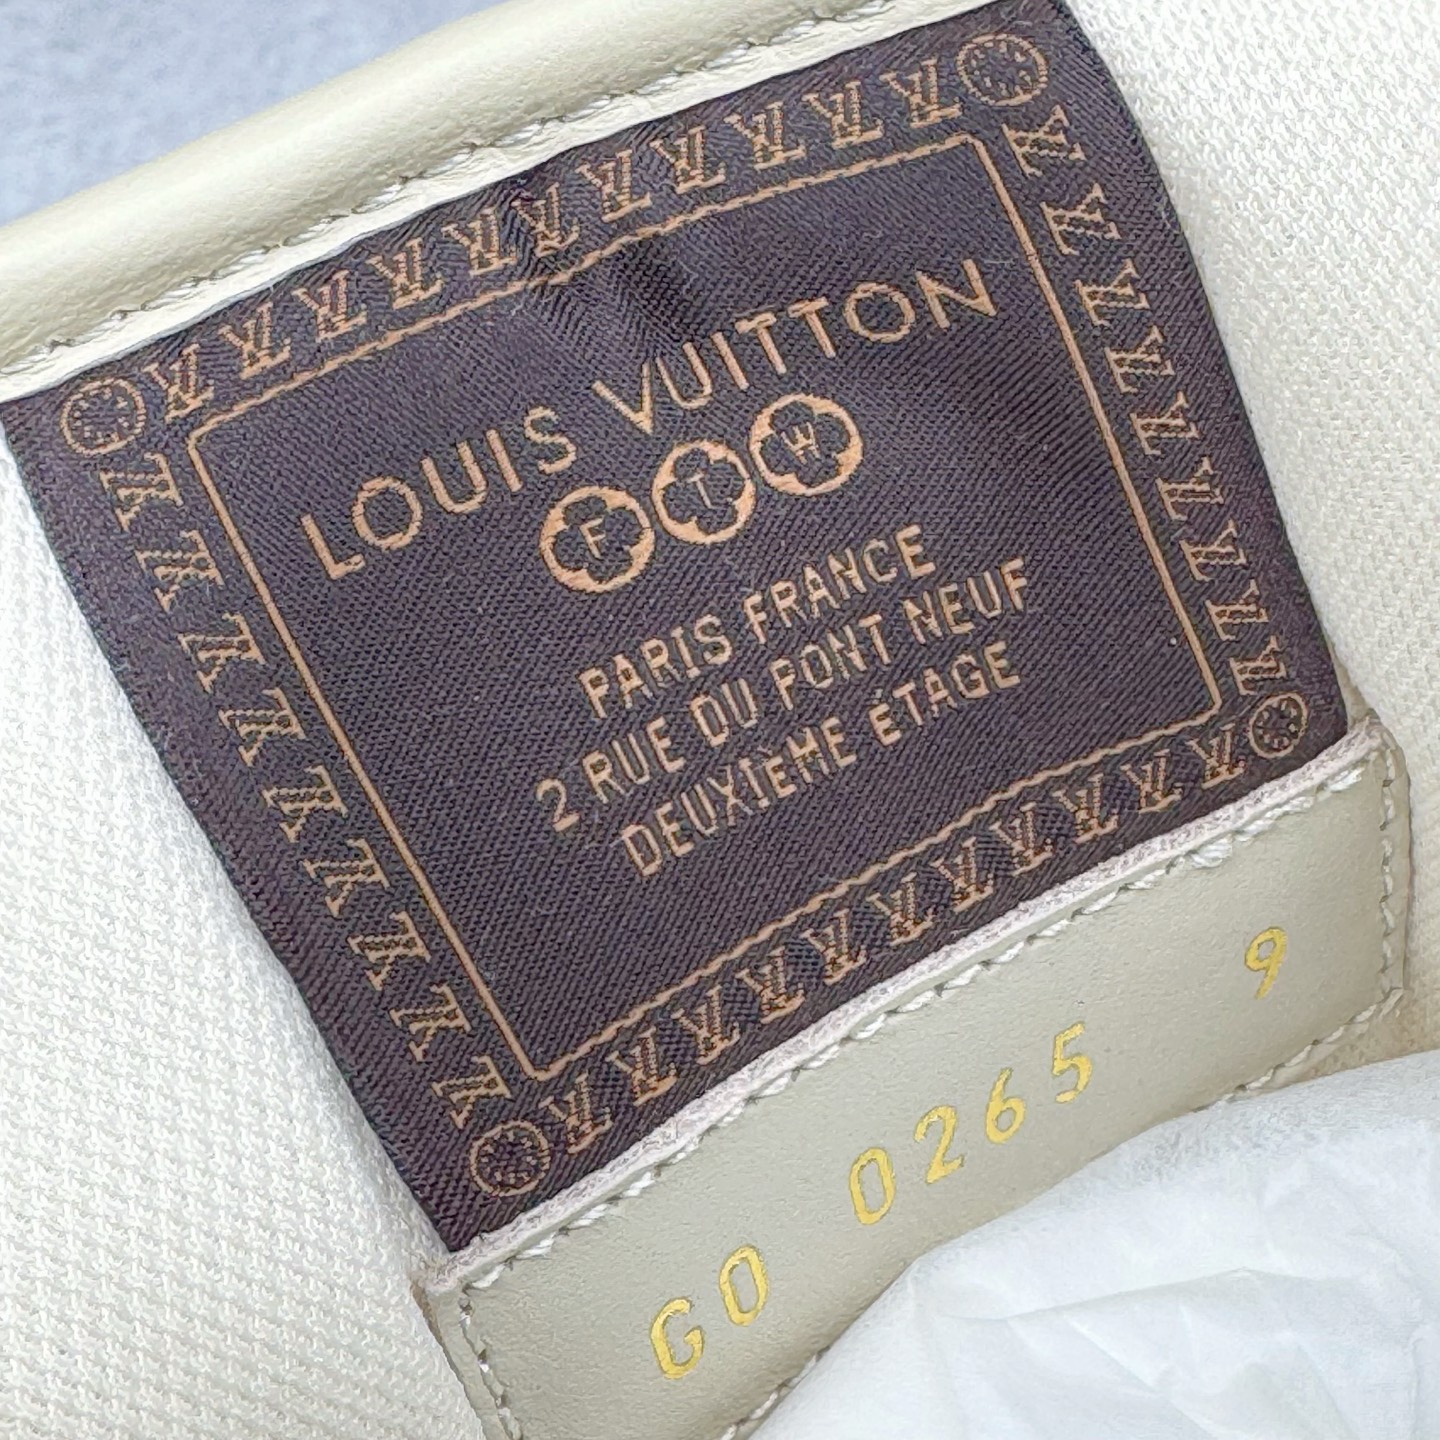 LOUIS VUITTON
F T W
PARIS FRANCE
2 RUE DU PONT NEUF
DEUXIÈME ÉTAGE
GO 0265 9